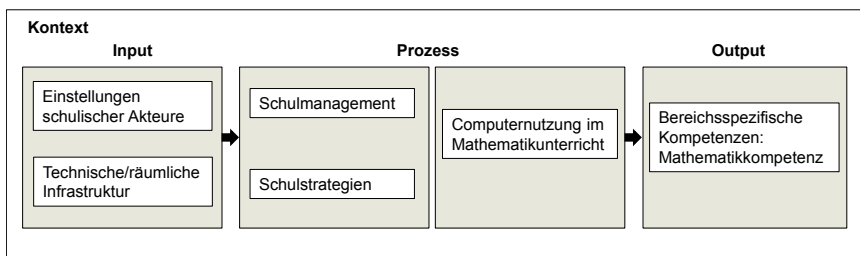 Kontext
Input
Prozess
Output
Einstellungen
schulischer Akteure
Technische/räumliche
Infrastruktur
Schulmanagement
Schulstrategien
Computernutzung im
Mathematikunterricht
Bereichsspezifische
Kompetenzen:
Mathematikkompetenz